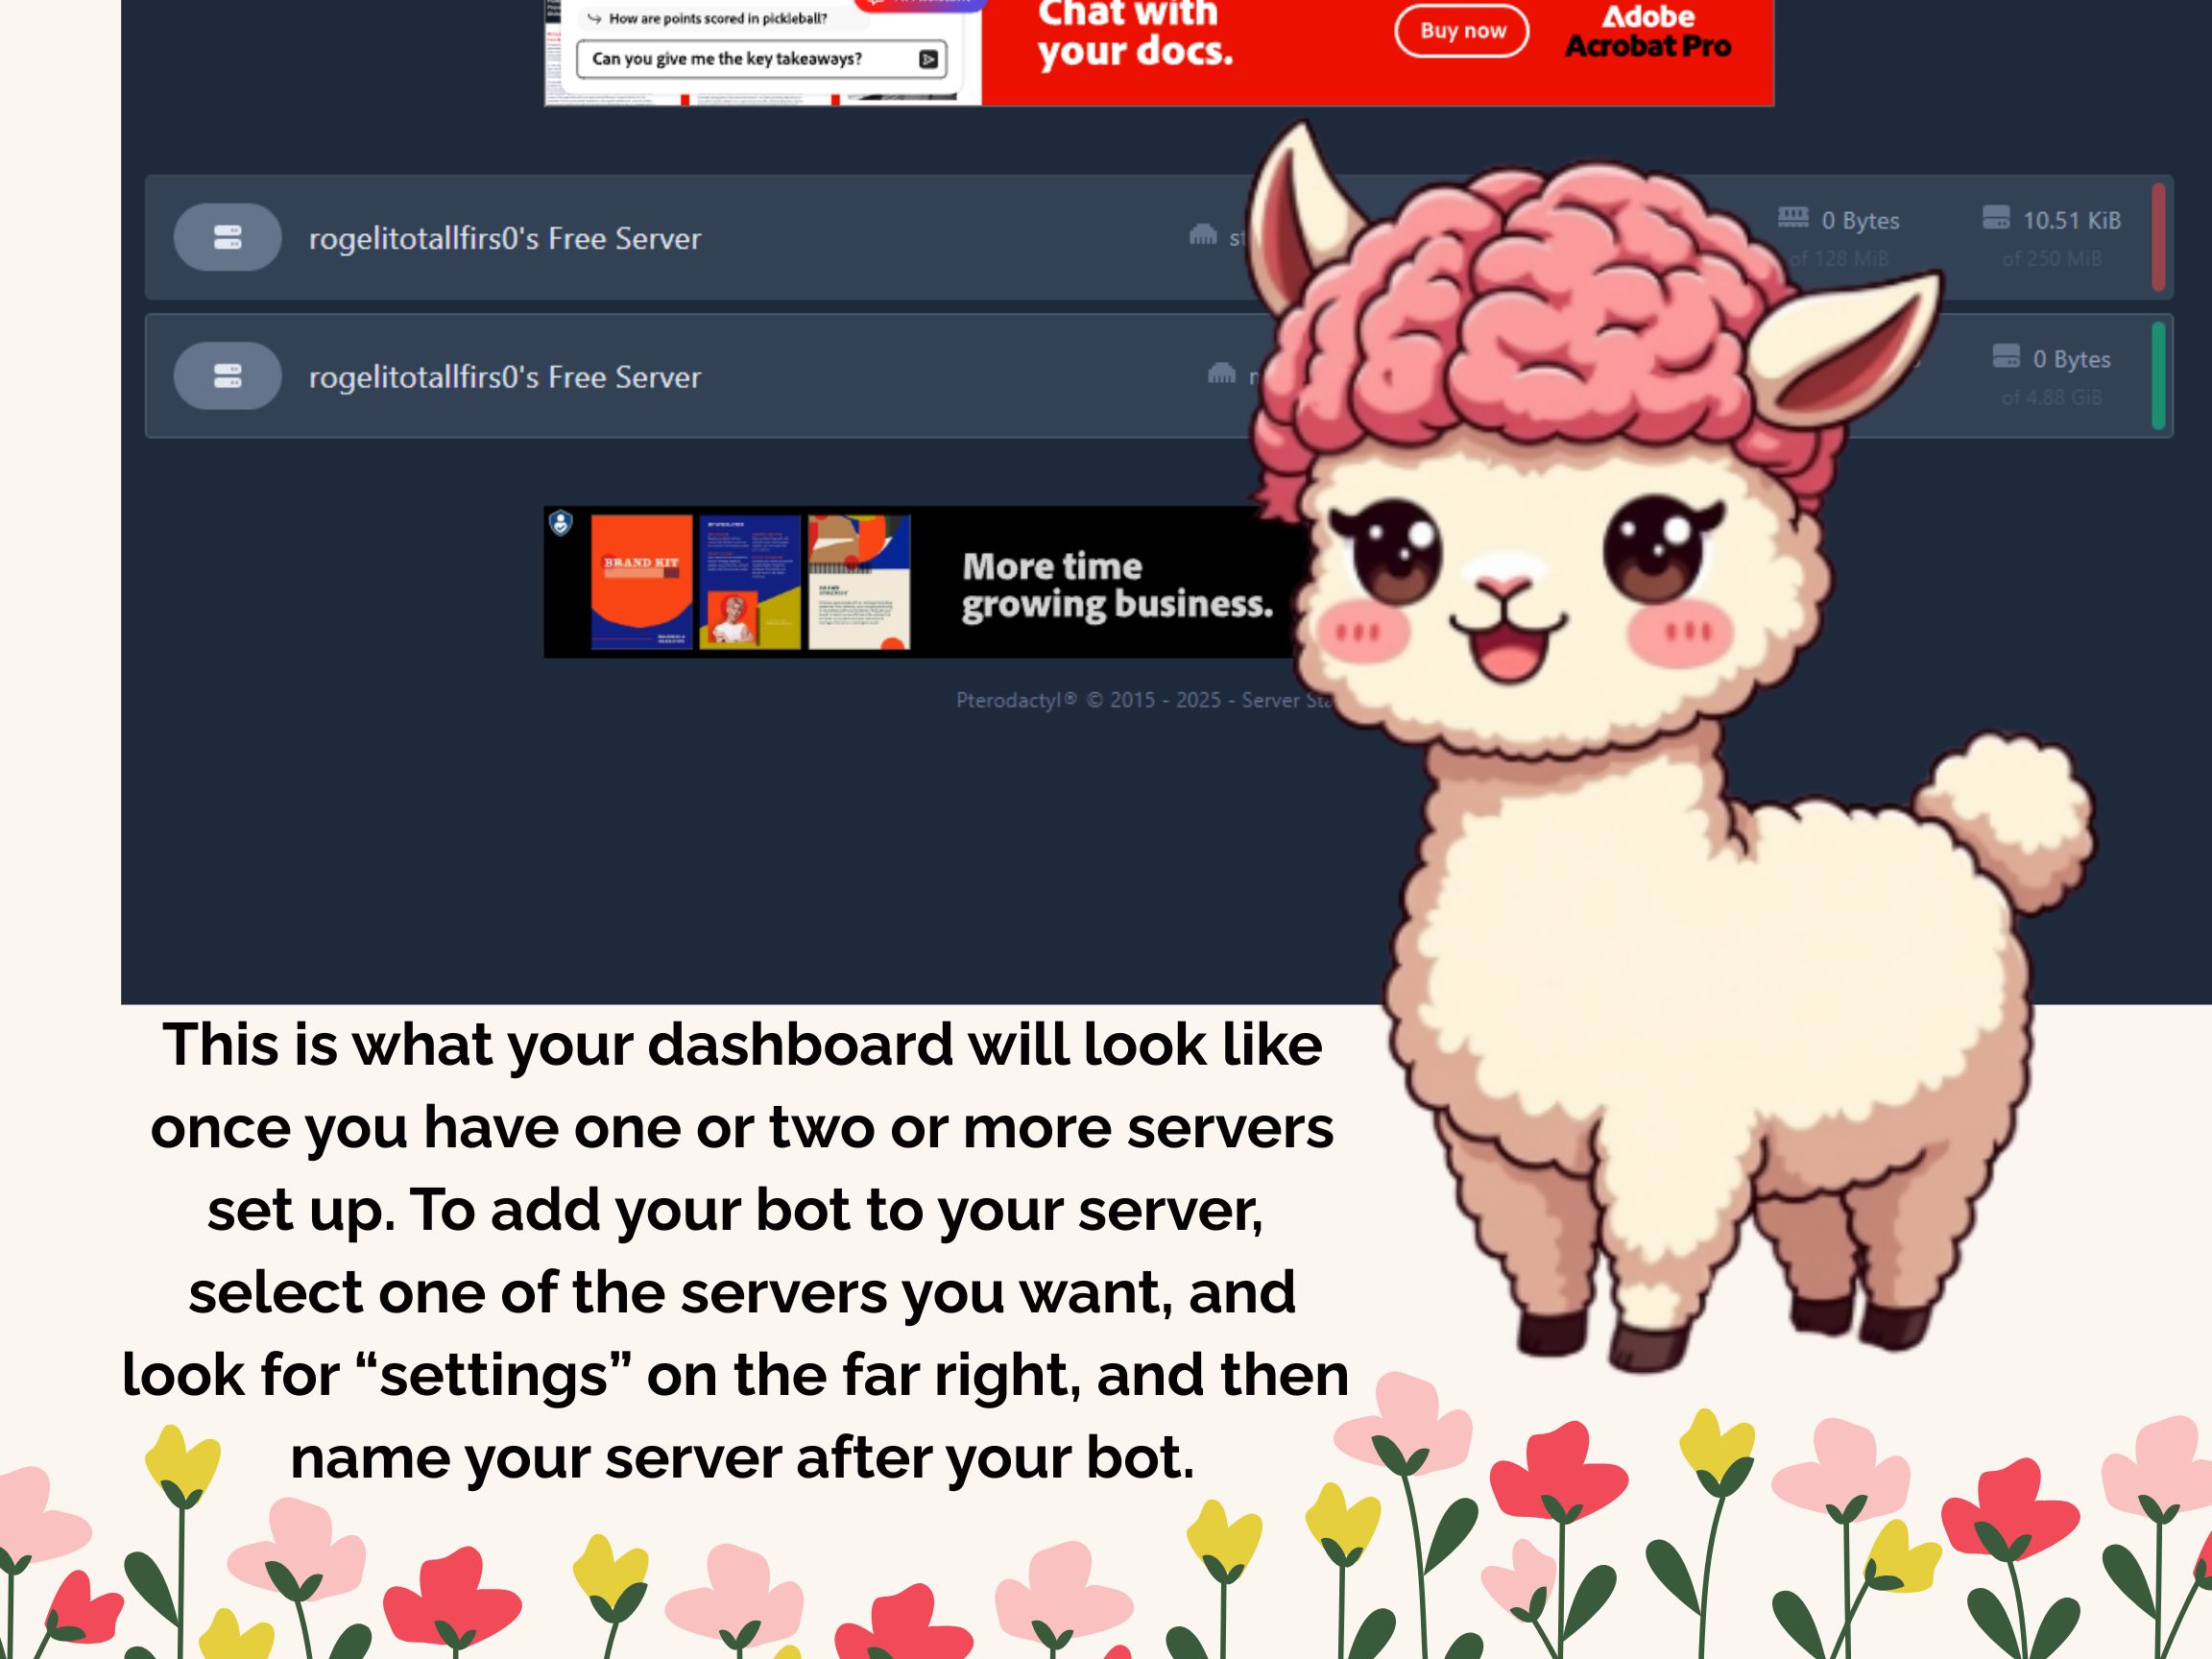 How are points scored in pickleball?
Can you give me the key takeaways?
Chat with
your docs.
Buy now
Adobe
Acrobat Pro
rogelitotallfirs0's Free Server
0 Bytes
of 128 MiB
10.51 KiB
of 250 MiB
rogelitotallfirs0's Free Server
0 Bytes
of 4.88 GiB
BRAND KIT
More time
growing business.
Pterodactyl® © 2015 - 2025 - Server
This is what your dashboard will look like
once you have one or two or more servers
set up. To add your bot to your server,
select one of the servers you want, and
look for “settings” on the far right, and then
name your server after your bot.